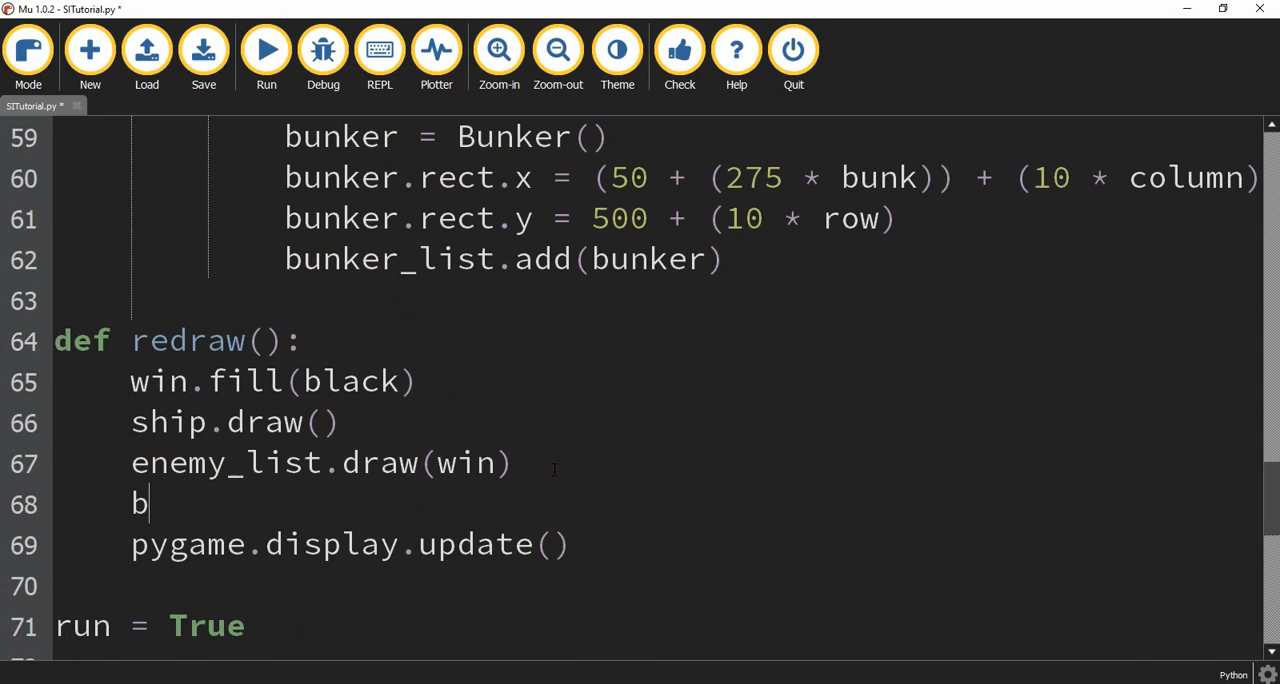 Mu 1.0.2 - SITutorial.py *
Mode New Load Save Run Debug REPL Plotter Zoom-in Zoom-out Theme Check Help Quit
SITutorial.py *
59 bunker = Bunker()
60 bunker.rect.x = (50 + (275 * bunk)) + (10 * column)
61 bunker.rect.y = 500 + (10 * row)
62 bunker_list.add(bunker)
63
64 def redraw():
65 win.fill(black)
66 ship.draw()
67 enemy_list.draw(win)
68 b
69 pygame.display.update()
70
71 run = True
Python